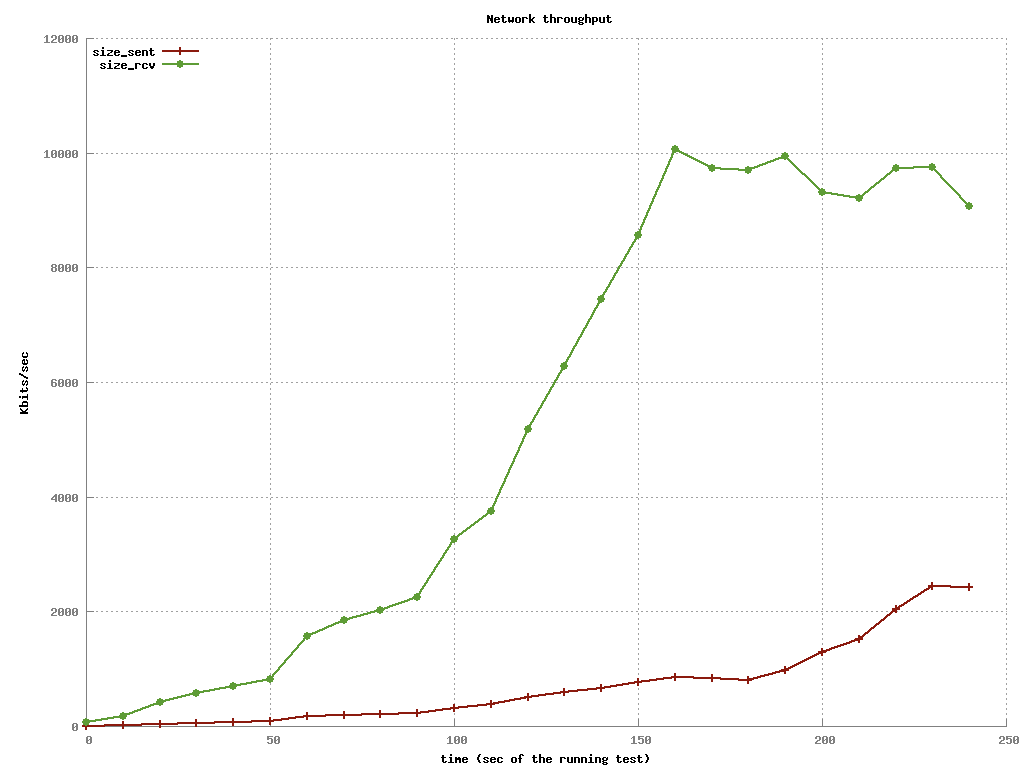 Network throughput
12000
size_sent
size_rcv
10000
8000
6000
Kbits/sec
4000
2000
0
0 50 100 150 200 250
time (sec of the running test)